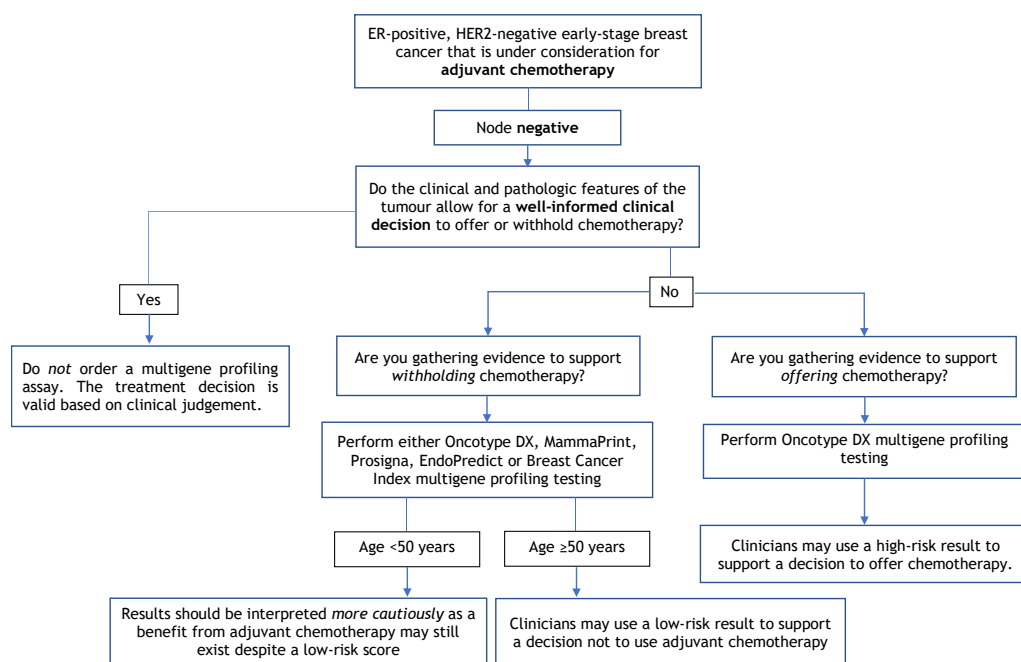 ER-positive, HER2-negative early-stage breast
cancer that is under consideration for
adjuvant chemotherapy
Node negative
Do the clinical and pathologic features of the
tumour allow for a well-informed clinical
decision to offer or withhold chemotherapy?
Yes
No
Do not order a multigene profiling
assay. The treatment decision is
valid based on clinical judgement.
Are you gathering evidence to support
withholding chemotherapy?
Are you gathering evidence to support
offering chemotherapy?
Perform either Oncotype DX, MammaPrint,
Prosigna, EndoPredict or Breast Cancer
Index multigene profiling testing
Perform Oncotype DX multigene profiling
testing
Age <50 years
Age ≥50 years
Clinicians may use a high-risk result to
support a decision to offer chemotherapy.
Results should be interpreted more cautiously as a
benefit from adjuvant chemotherapy may still
exist despite a low-risk score
Clinicians may use a low-risk result to support
a decision not to use adjuvant chemotherapy